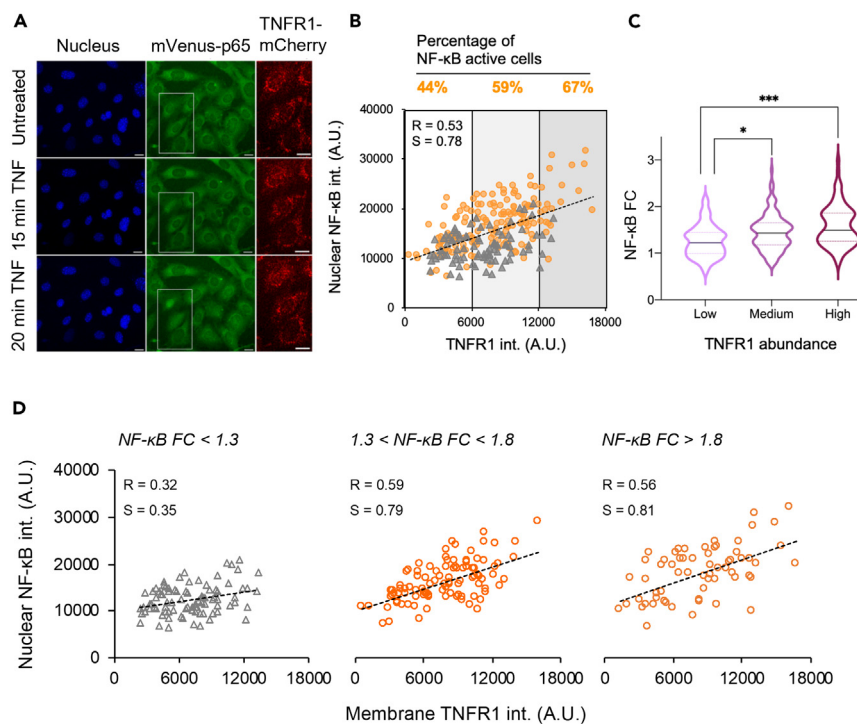 A
Nucleus
mVenus-p65
TNFR1-
mCherry
Untreated
15 min TNF
20 min TNF
B
Percentage of
NF-κB active cells
44% 59% 67%
Nuclear NF-κB int. (A.U.)
40000
30000
20000
10000
0
R = 0.53
S = 0.78
0 6000 12000 18000
TNFR1 int. (A.U.)
C
***
*
NF-κB FC
3
2
1
0
Low Medium High
TNFR1 abundance
D
NF-κB FC < 1.3
1.3 < NF-κB FC < 1.8
NF-κB FC > 1.8
Nuclear NF-κB int. (A.U.)
40000
30000
20000
10000
0
R = 0.32
S = 0.35
R = 0.59
S = 0.79
R = 0.56
S = 0.81
0 6000 12000 18000
0 6000 12000 18000
0 6000 12000 18000
Membrane TNFR1 int. (A.U.)